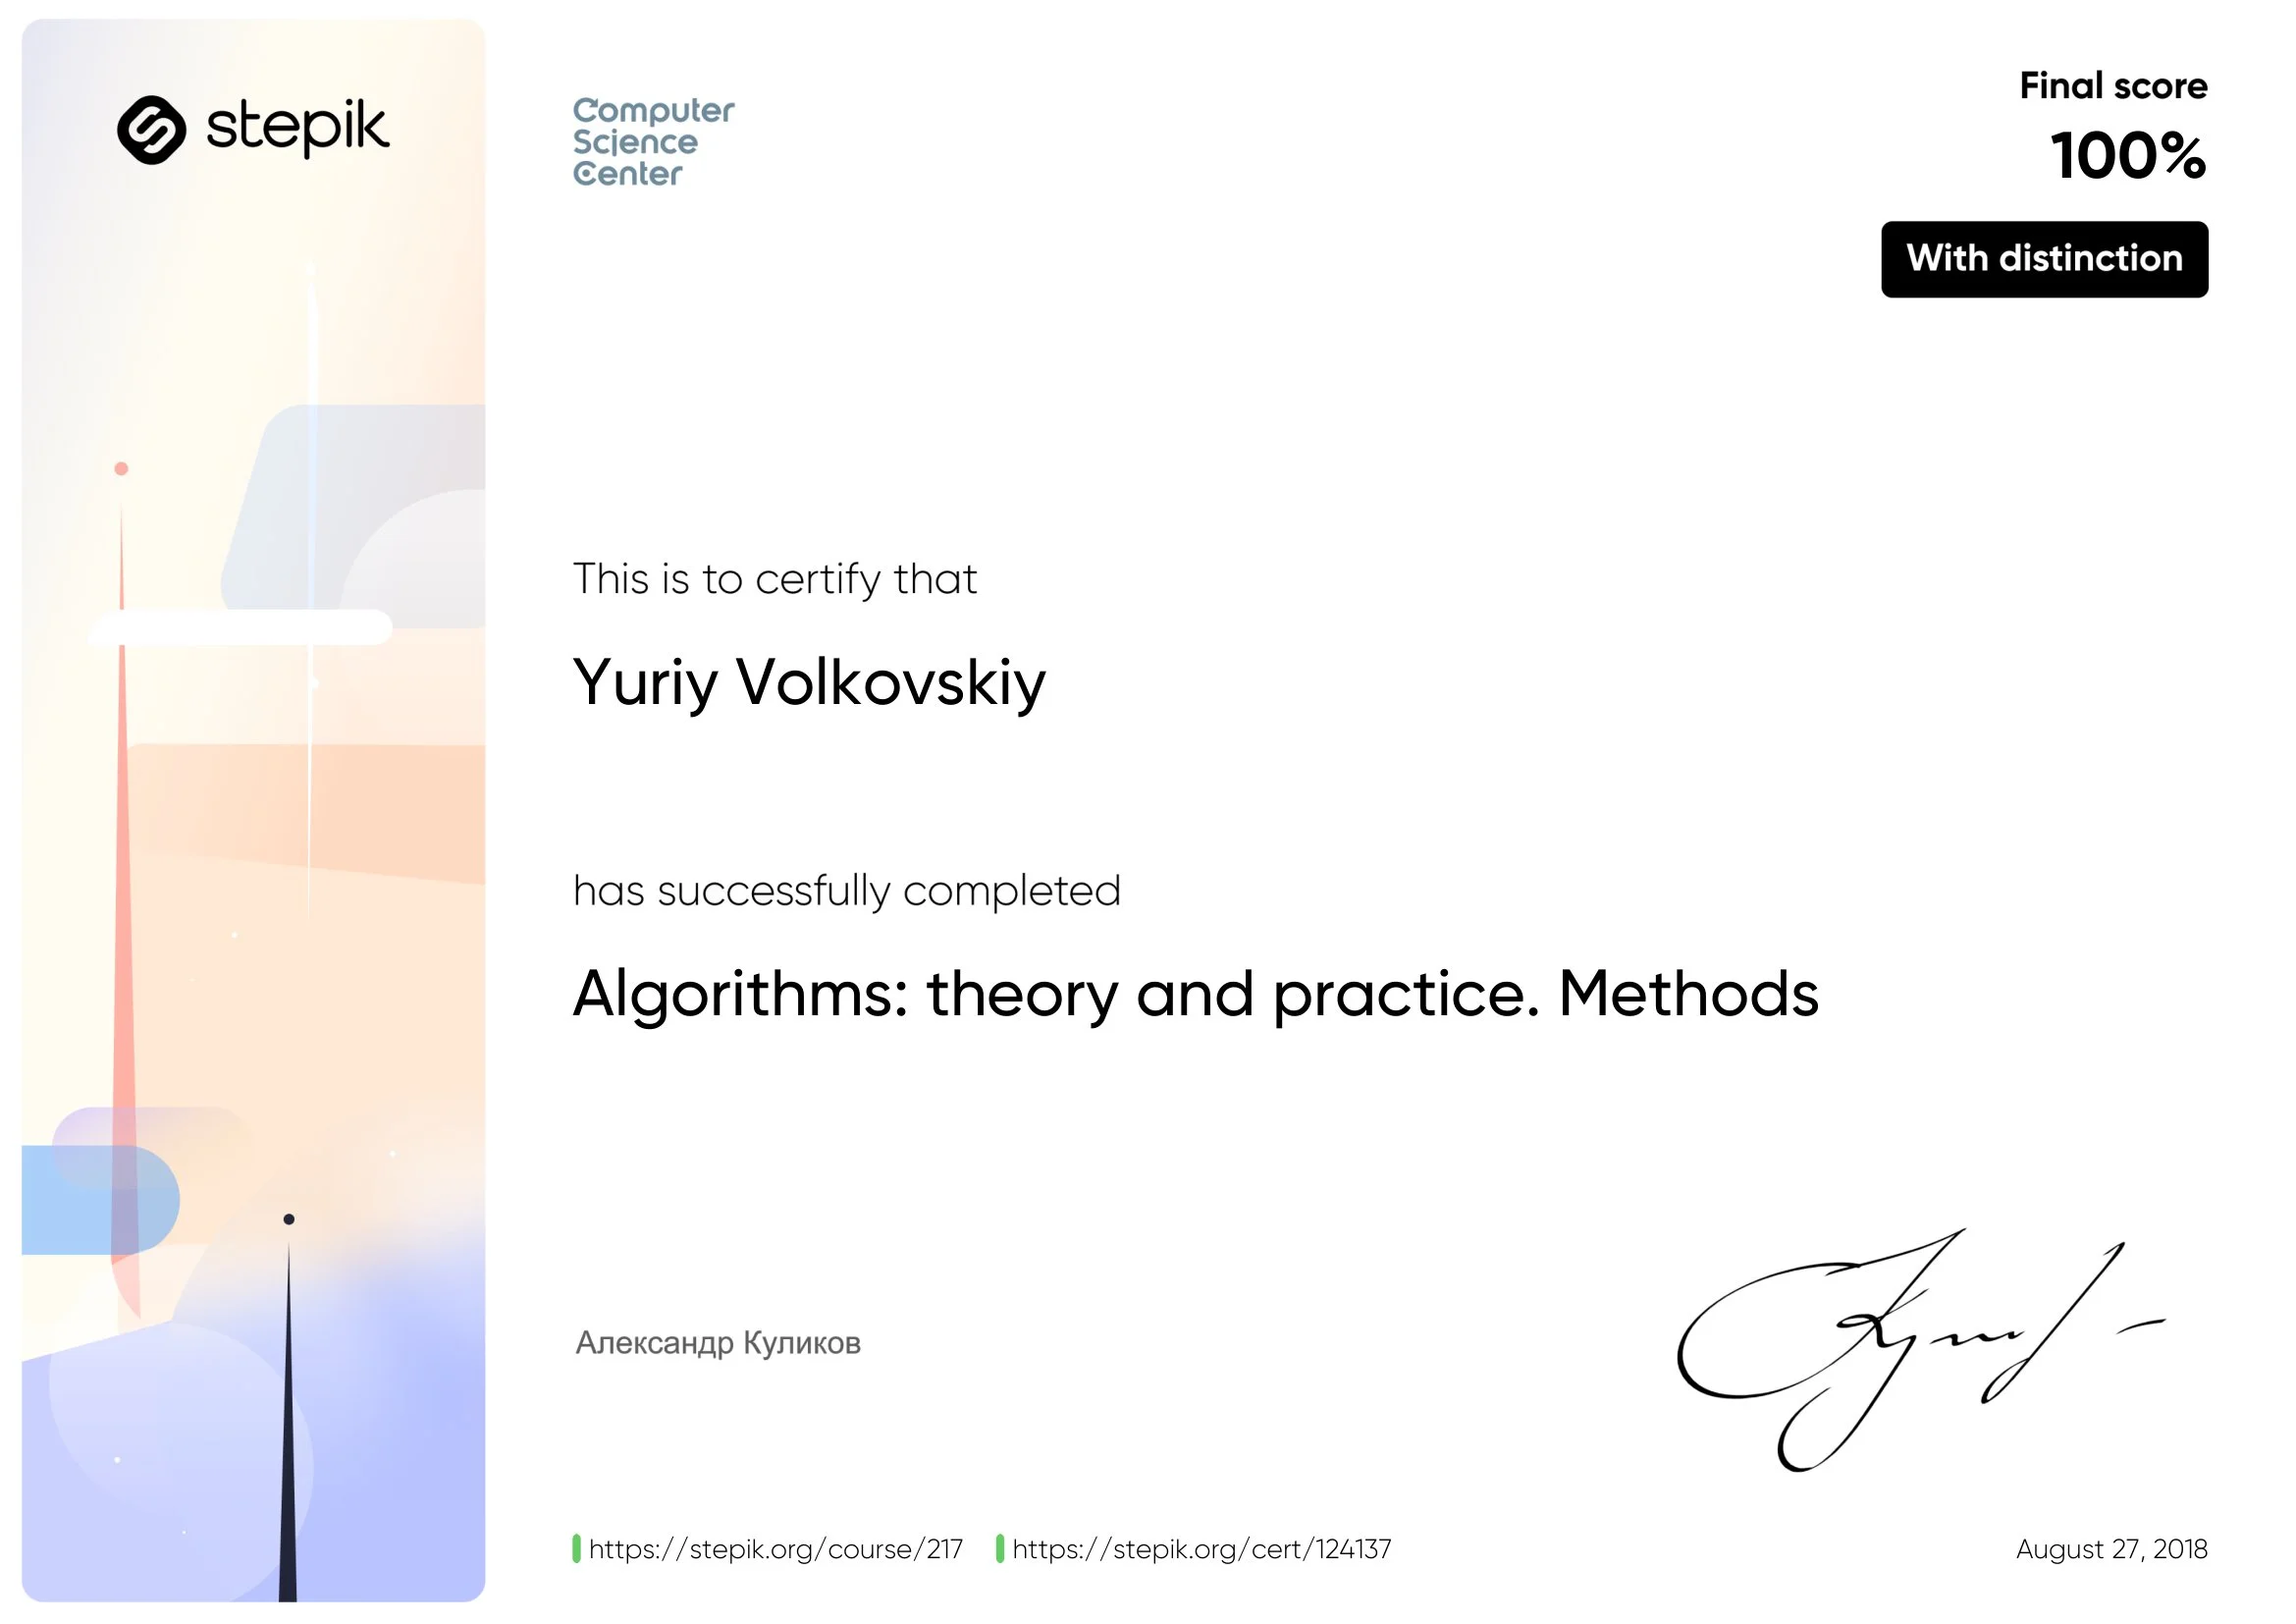 stepik
Computer
Science
Center
Final score
100%
With distinction
This is to certify that
Yuriy Volkovskiy
has successfully completed
Algorithms: theory and practice. Methods
Александр Куликов
https://stepik.org/course/217
https://stepik.org/cert/124137
August 27, 2018